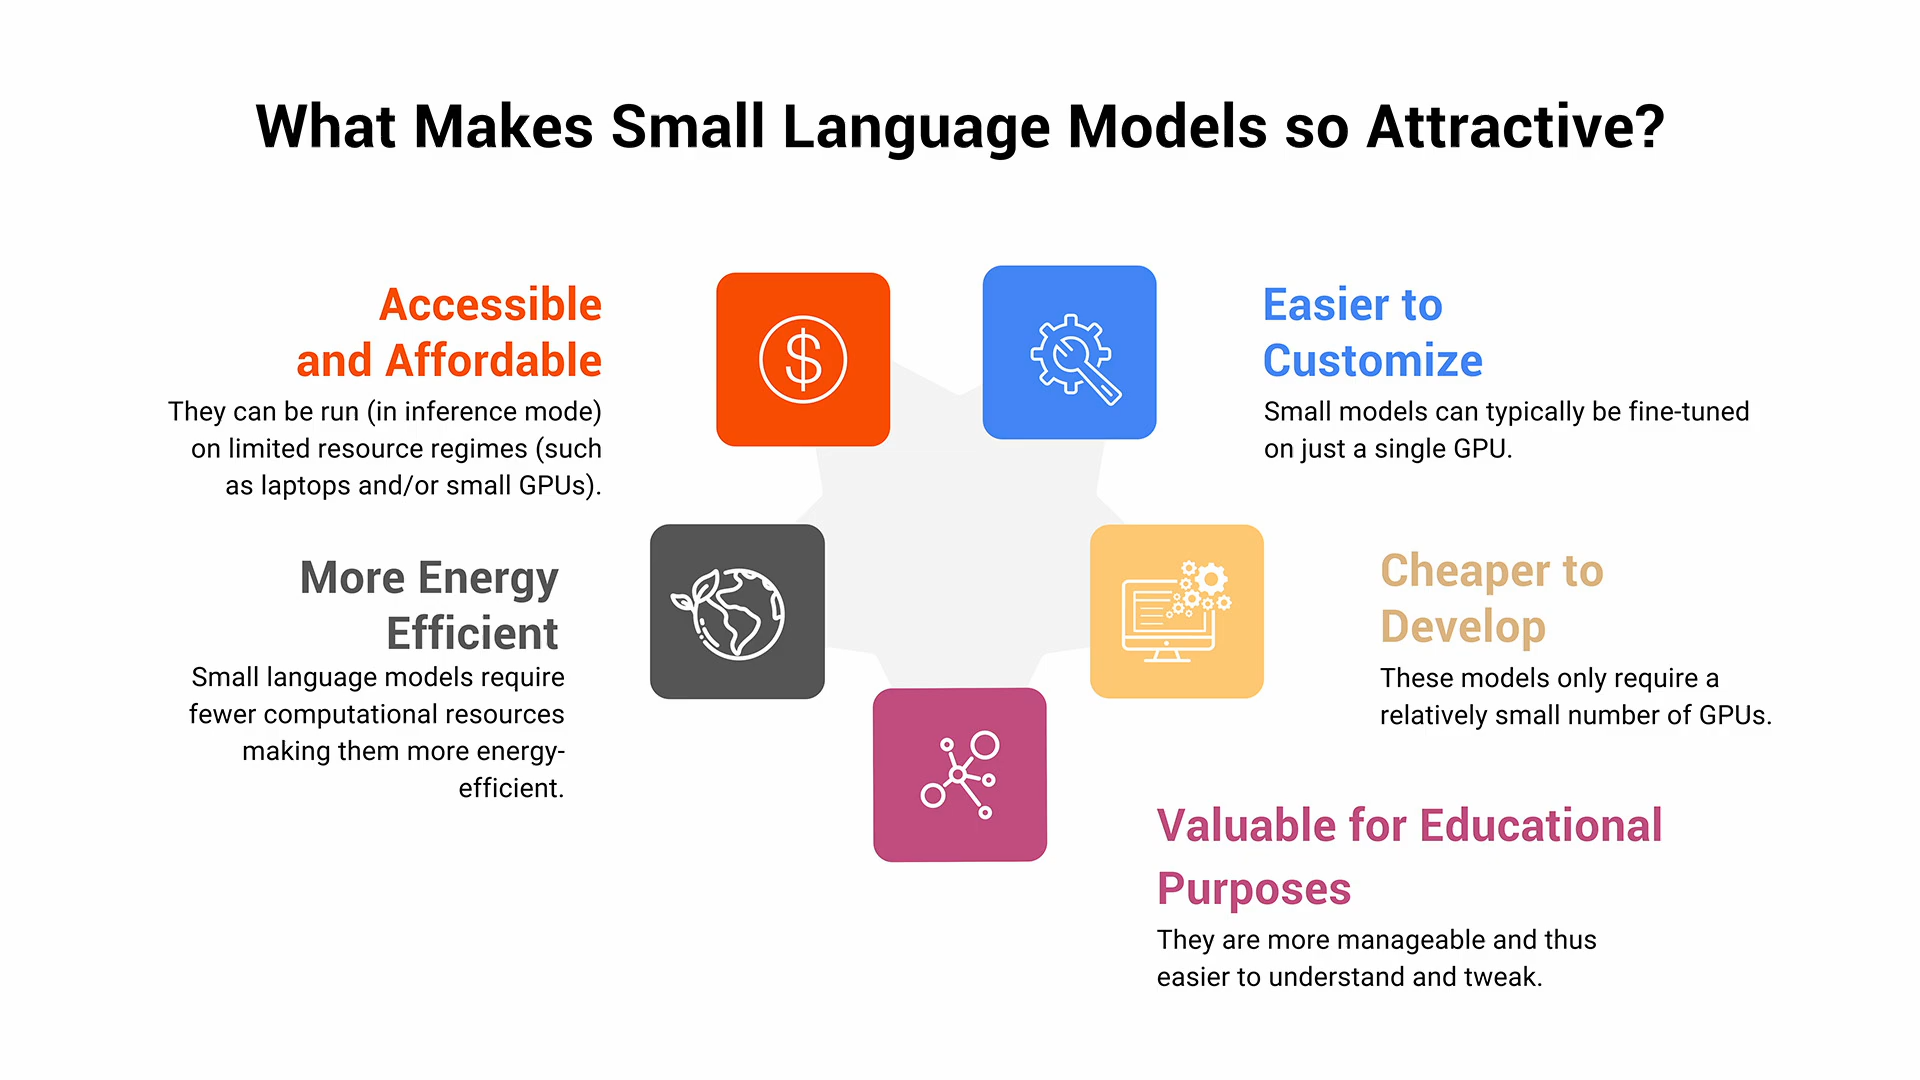 What Makes Small Language Models so Attractive?
Accessible
and Affordable
They can be run (in inference mode)
on limited resource regimes (such
as laptops and/or small GPUs).
$
Easier to
Customize
Small models can typically be fine-tuned
on just a single GPU.
More Energy
Efficient
Small language models require
fewer computational resources
making them more energy-
efficient.
Cheaper to
Develop
These models only require a
relatively small number of GPUs.
Valuable for Educational
Purposes
They are more manageable and thus
easier to understand and tweak.